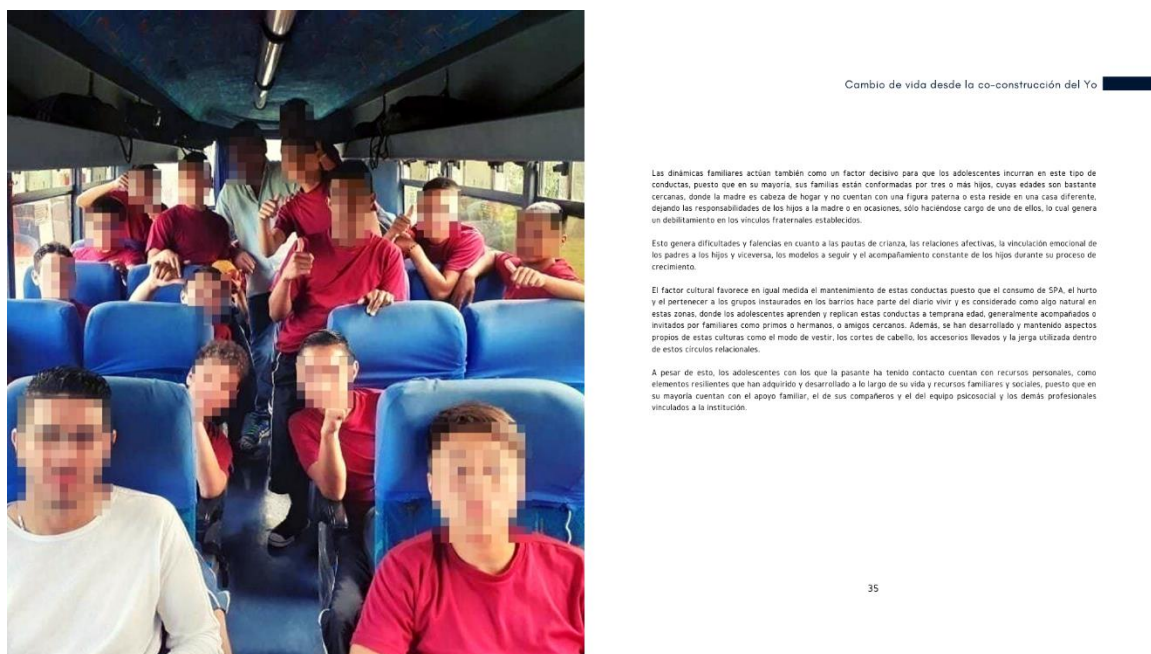 Cambio de vida desde la co-construcción del Yo
Las dinámicas familiares actúan también como un factor decisivo para que los adolescentes incurran en este tipo de
conductas, puesto que en su mayoría, sus familias están conformadas por tres o más hijos, cuyas edades son bastante
cercanas, donde la madre es cabeza de hogar y no cuentan con una figura paterna o esta reside en una casa diferente,
dejando las responsabilidades de los hijos a la madre o en ocasiones, sólo haciéndose cargo de uno de ellos, lo cual genera
un debilitamiento en los vínculos fraternales establecidos.
Esto genera dificultades y falencias en cuanto a las pautas de crianza, las relaciones afectivas, la vinculación emocional de
los padres a los hijos y viceversa, los modelos a seguir y el acompañamiento constante de los hijos durante su proceso de
crecimiento.
El factor cultural favorece en igual medida el mantenimiento de estas conductas puesto que el consumo de SPA, el hurto
y el pertenecer a los grupos instaurados en los barrios hace parte del diario vivir y es considerado como algo natural en
estas zonas, donde los adolescentes aprenden y replican estas conductas a temprana edad, generalmente acompañados o
invitados por familiares como primos o hermanos, o amigos cercanos. Además, se han desarrollado y mantenido aspectos
propios de estas culturas como el modo de vestir, los cortes de cabello, los accesorios llevados y la jerga utilizada dentro
de estos círculos relacionales.
A pesar de esto, los adolescentes con los que la pasante ha tenido contacto cuentan con recursos personales, como
elementos resilientes que han adquirido y desarrollado a lo largo de su vida y recursos familiares y sociales, puesto que en
su mayoría cuentan con el apoyo familiar, el de sus compañeros y el del equipo psicosocial y los demás profesionales
vinculados a la institución.
35